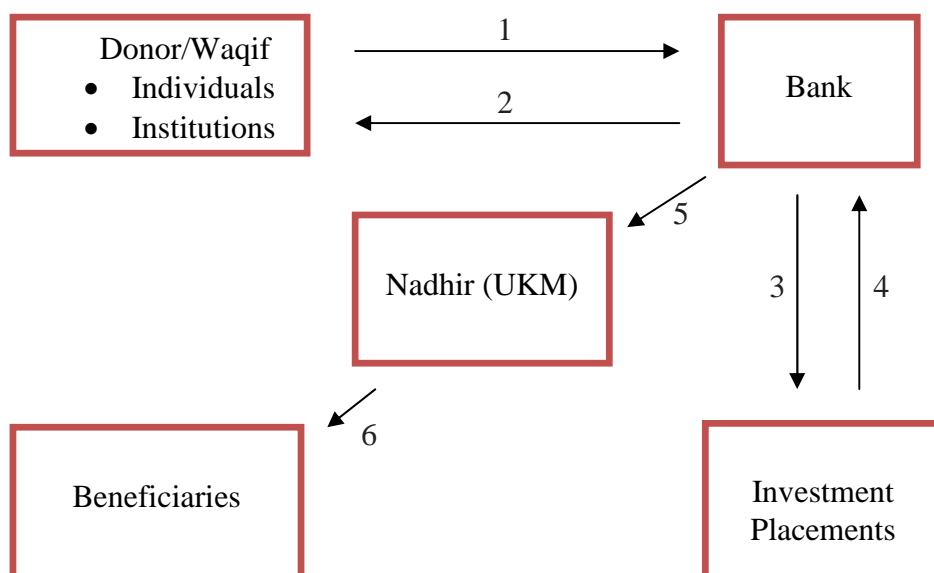 Donor/Waqif
• Individuals
• Institutions
1
2
Bank
5
Nadhir (UKM)
3
4
6
Beneficiaries
Investment
Placements